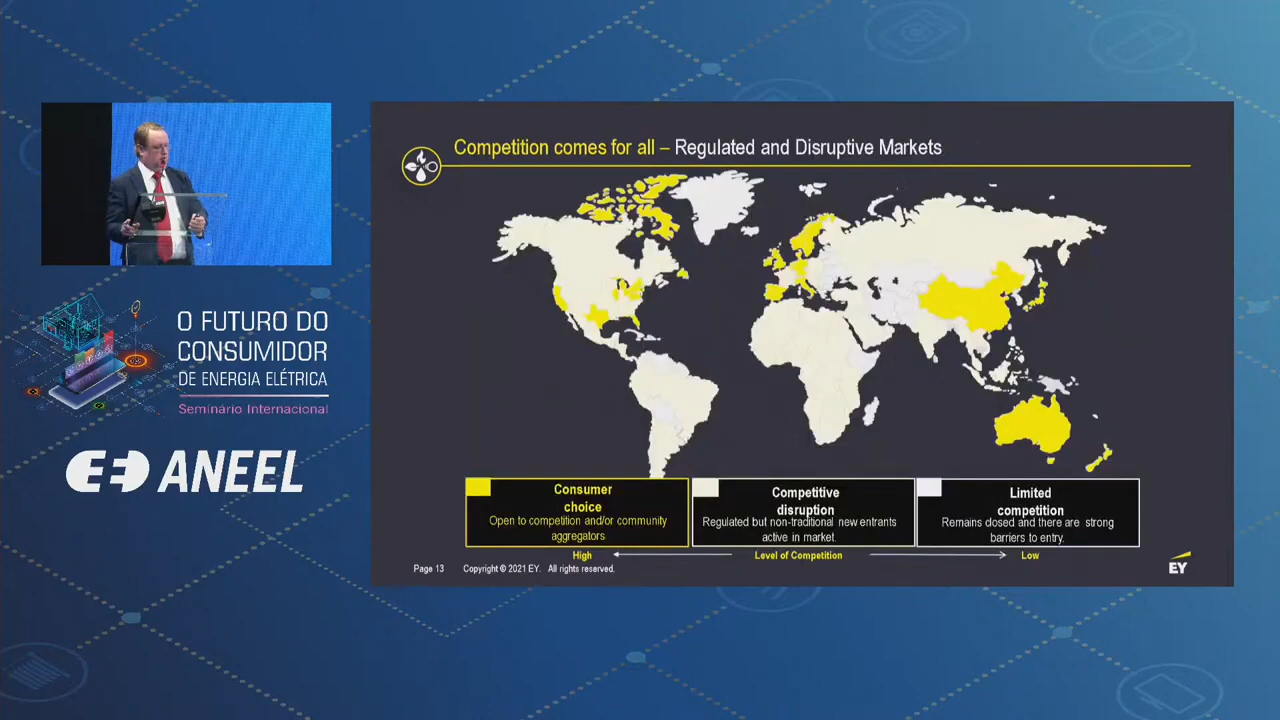 O FUTURO DO
CONSUMIDOR
DE ENERGIA ELÉTRICA
Seminário Internacional
ANEEL
Competition comes for all – Regulated and Disruptive Markets
Consumer
choice
Open to competition and/or community
aggregators
Competitive
disruption
Regulated but non-traditional new entrants
active in market.
Limited
competition
Remains closed and there are strong
barriers to entry.
High
Level of Competition
Low
Page 13
Copyright © 2021 EY. All rights reserved.
EY